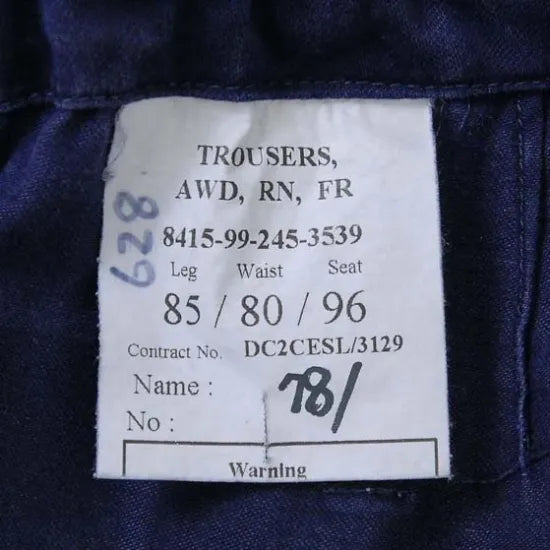 TROUSERS,
AWD, RN, FR
8415-99-245-3539
Leg Waist Seat
85 / 80 / 96
Contract No. DC2CESL/3129
Name :
78/
No :
Warning
628